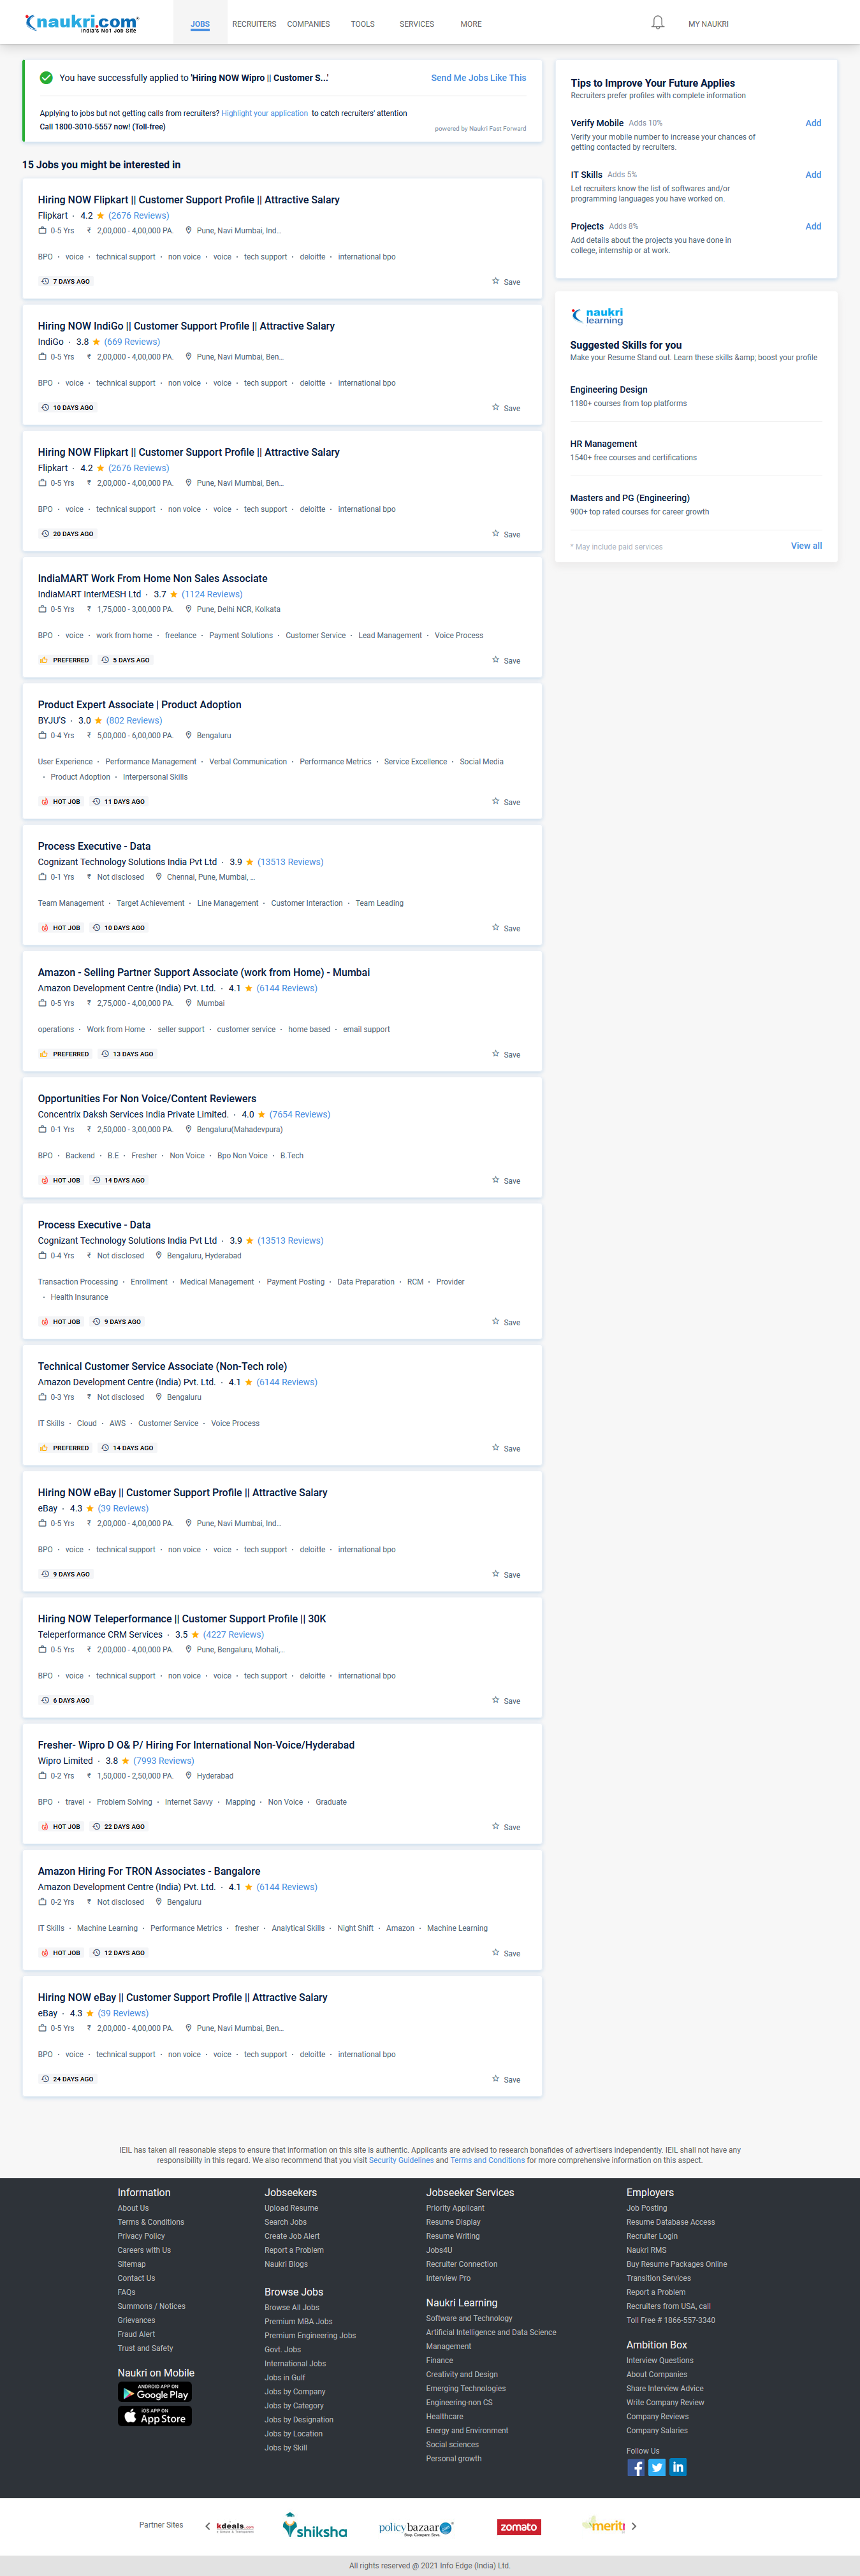 naukri.com
India's No.1 Job Site
JOBS
RECRUITERS
COMPANIES
TOOLS
SERVICES
MORE
MY NAUKRI
You have successfully applied to 'Hiring NOW Wipro || Customer S...'
Send Me Jobs Like This
Applying to jobs but not getting calls from recruiters? Highlight your application to catch recruiters' attention
Call 1800-3010-5557 now! (Toll-free)
powered by Naukri Fast Forward
15 Jobs you might be interested in
Hiring NOW Flipkart || Customer Support Profile || Attractive Salary
Flipkart · 4.2 (2676 Reviews)
0-5 Yrs ₹ 2,00,000 - 4,00,000 PA. Pune, Navi Mumbai, Ind...
BPO · voice · technical support · non voice · voice · tech support · deloitte · international bpo
7 DAYS AGO
Save
Hiring NOW IndiGo || Customer Support Profile || Attractive Salary
IndiGo · 3.8 (669 Reviews)
0-5 Yrs ₹ 2,00,000 - 4,00,000 PA. Pune, Navi Mumbai, Ben...
BPO · voice · technical support · non voice · voice · tech support · deloitte · international bpo
10 DAYS AGO
Save
Hiring NOW Flipkart || Customer Support Profile || Attractive Salary
Flipkart · 4.2 (2676 Reviews)
0-5 Yrs ₹ 2,00,000 - 4,00,000 PA. Pune, Navi Mumbai, Ben...
BPO · voice · technical support · non voice · voice · tech support · deloitte · international bpo
20 DAYS AGO
Save
IndiaMART Work From Home Non Sales Associate
IndiaMART InterMESH Ltd · 3.7 (1124 Reviews)
0-5 Yrs ₹ 1,75,000 - 3,00,000 PA. Pune, Delhi NCR, Kolkata
BPO · voice · work from home · freelance · Payment Solutions · Customer Service · Lead Management · Voice Process
PREFERRED
5 DAYS AGO
Save
Product Expert Associate | Product Adoption
BYJU'S · 3.0 (802 Reviews)
0-4 Yrs ₹ 5,00,000 - 6,00,000 PA. Bengaluru
User Experience · Performance Management · Verbal Communication · Performance Metrics · Service Excellence · Social Media
· Product Adoption · Interpersonal Skills
HOT JOB
11 DAYS AGO
Save
Process Executive - Data
Cognizant Technology Solutions India Pvt Ltd · 3.9 (13513 Reviews)
0-1 Yrs ₹ Not disclosed Chennai, Pune, Mumbai, ...
Team Management · Target Achievement · Line Management · Customer Interaction · Team Leading
HOT JOB
10 DAYS AGO
Save
Amazon - Selling Partner Support Associate (work from Home) - Mumbai
Amazon Development Centre (India) Pvt. Ltd. · 4.1 (6144 Reviews)
0-5 Yrs ₹ 2,75,000 - 4,00,000 PA. Mumbai
operations · Work from Home · seller support · customer service · home based · email support
PREFERRED
13 DAYS AGO
Save
Opportunities For Non Voice/Content Reviewers
Concentrix Daksh Services India Private Limited. · 4.0 (7654 Reviews)
0-1 Yrs ₹ 2,50,000 - 3,00,000 PA. Bengaluru(Mahadevpura)
BPO · Backend · B.E · Fresher · Non Voice · Bpo Non Voice · B.Tech
HOT JOB
14 DAYS AGO
Save
Process Executive - Data
Cognizant Technology Solutions India Pvt Ltd · 3.9 (13513 Reviews)
0-4 Yrs ₹ Not disclosed Bengaluru, Hyderabad
Transaction Processing · Enrollment · Medical Management · Payment Posting · Data Preparation · RCM · Provider
· Health Insurance
HOT JOB
9 DAYS AGO
Save
Technical Customer Service Associate (Non-Tech role)
Amazon Development Centre (India) Pvt. Ltd. · 4.1 (6144 Reviews)
0-3 Yrs ₹ Not disclosed Bengaluru
IT Skills · Cloud · AWS · Customer Service · Voice Process
PREFERRED
14 DAYS AGO
Save
Hiring NOW eBay || Customer Support Profile || Attractive Salary
eBay · 4.3 (39 Reviews)
0-5 Yrs ₹ 2,00,000 - 4,00,000 PA. Pune, Navi Mumbai, Ind...
BPO · voice · technical support · non voice · voice · tech support · deloitte · international bpo
9 DAYS AGO
Save
Hiring NOW Teleperformance || Customer Support Profile || 30K
Teleperformance CRM Services · 3.5 (4227 Reviews)
0-5 Yrs ₹ 2,00,000 - 4,00,000 PA. Pune, Bengaluru, Mohali,...
BPO · voice · technical support · non voice · voice · tech support · deloitte · international bpo
6 DAYS AGO
Save
Fresher- Wipro D O& P/ Hiring For International Non-Voice/Hyderabad
Wipro Limited · 3.8 (7993 Reviews)
0-2 Yrs ₹ 1,50,000 - 2,50,000 PA. Hyderabad
BPO · travel · Problem Solving · Internet Savvy · Mapping · Non Voice · Graduate
HOT JOB
22 DAYS AGO
Save
Amazon Hiring For TRON Associates - Bangalore
Amazon Development Centre (India) Pvt. Ltd. · 4.1 (6144 Reviews)
0-2 Yrs ₹ Not disclosed Bengaluru
IT Skills · Machine Learning · Performance Metrics · fresher · Analytical Skills · Night Shift · Amazon · Machine Learning
HOT JOB
12 DAYS AGO
Save
Hiring NOW eBay || Customer Support Profile || Attractive Salary
eBay · 4.3 (39 Reviews)
0-5 Yrs ₹ 2,00,000 - 4,00,000 PA. Pune, Navi Mumbai, Ben...
BPO · voice · technical support · non voice · voice · tech support · deloitte · international bpo
24 DAYS AGO
Save
Tips to Improve Your Future Applies
Recruiters prefer profiles with complete information
Verify Mobile Adds 10%
Add
Verify your mobile number to increase your chances of
getting contacted by recruiters.
IT Skills Adds 5%
Add
Let recruiters know the list of softwares and/or
programming languages you have worked on.
Projects Adds 8%
Add
Add details about the projects you have done in
college, internship or at work.
naukri
learning
Suggested Skills for you
Make your Resume Stand out. Learn these skills &amp; boost your profile
Engineering Design
1180+ courses from top platforms
HR Management
1540+ free courses and certifications
Masters and PG (Engineering)
900+ top rated courses for career growth
* May include paid services
View all
IEIL has taken all reasonable steps to ensure that information on this site is authentic. Applicants are advised to research bonafides of advertisers independently. IEIL shall not have any
responsibility in this regard. We also recommend that you visit Security Guidelines and Terms and Conditions for more comprehensive information on this aspect.
Information
About Us
Terms & Conditions
Privacy Policy
Careers with Us
Sitemap
Contact Us
FAQs
Summons / Notices
Grievances
Fraud Alert
Trust and Safety
Naukri on Mobile
ANDROID APP ON
Google Play
iOS APP ON
App Store
Jobseekers
Upload Resume
Search Jobs
Create Job Alert
Report a Problem
Naukri Blogs
Browse Jobs
Browse All Jobs
Premium MBA Jobs
Premium Engineering Jobs
Govt. Jobs
International Jobs
Jobs in Gulf
Jobs by Company
Jobs by Category
Jobs by Designation
Jobs by Location
Jobs by Skill
Jobseeker Services
Priority Applicant
Resume Display
Resume Writing
Jobs4U
Recruiter Connection
Interview Pro
Naukri Learning
Software and Technology
Artificial Intelligence and Data Science
Management
Finance
Creativity and Design
Emerging Technologies
Engineering-non CS
Healthcare
Energy and Environment
Social sciences
Personal growth
Employers
Job Posting
Resume Database Access
Recruiter Login
Naukri RMS
Buy Resume Packages Online
Transition Services
Report a Problem
Recruiters from USA, call
Toll Free # 1866-557-3340
Ambition Box
Interview Questions
About Companies
Share Interview Advice
Write Company Review
Company Reviews
Company Salaries
Follow Us
f
in
Partner Sites
kdeals.com
shiksha
policybazaar
Stop. Compare. Save.
zomato
merit
All rights reserved @ 2021 Info Edge (India) Ltd.